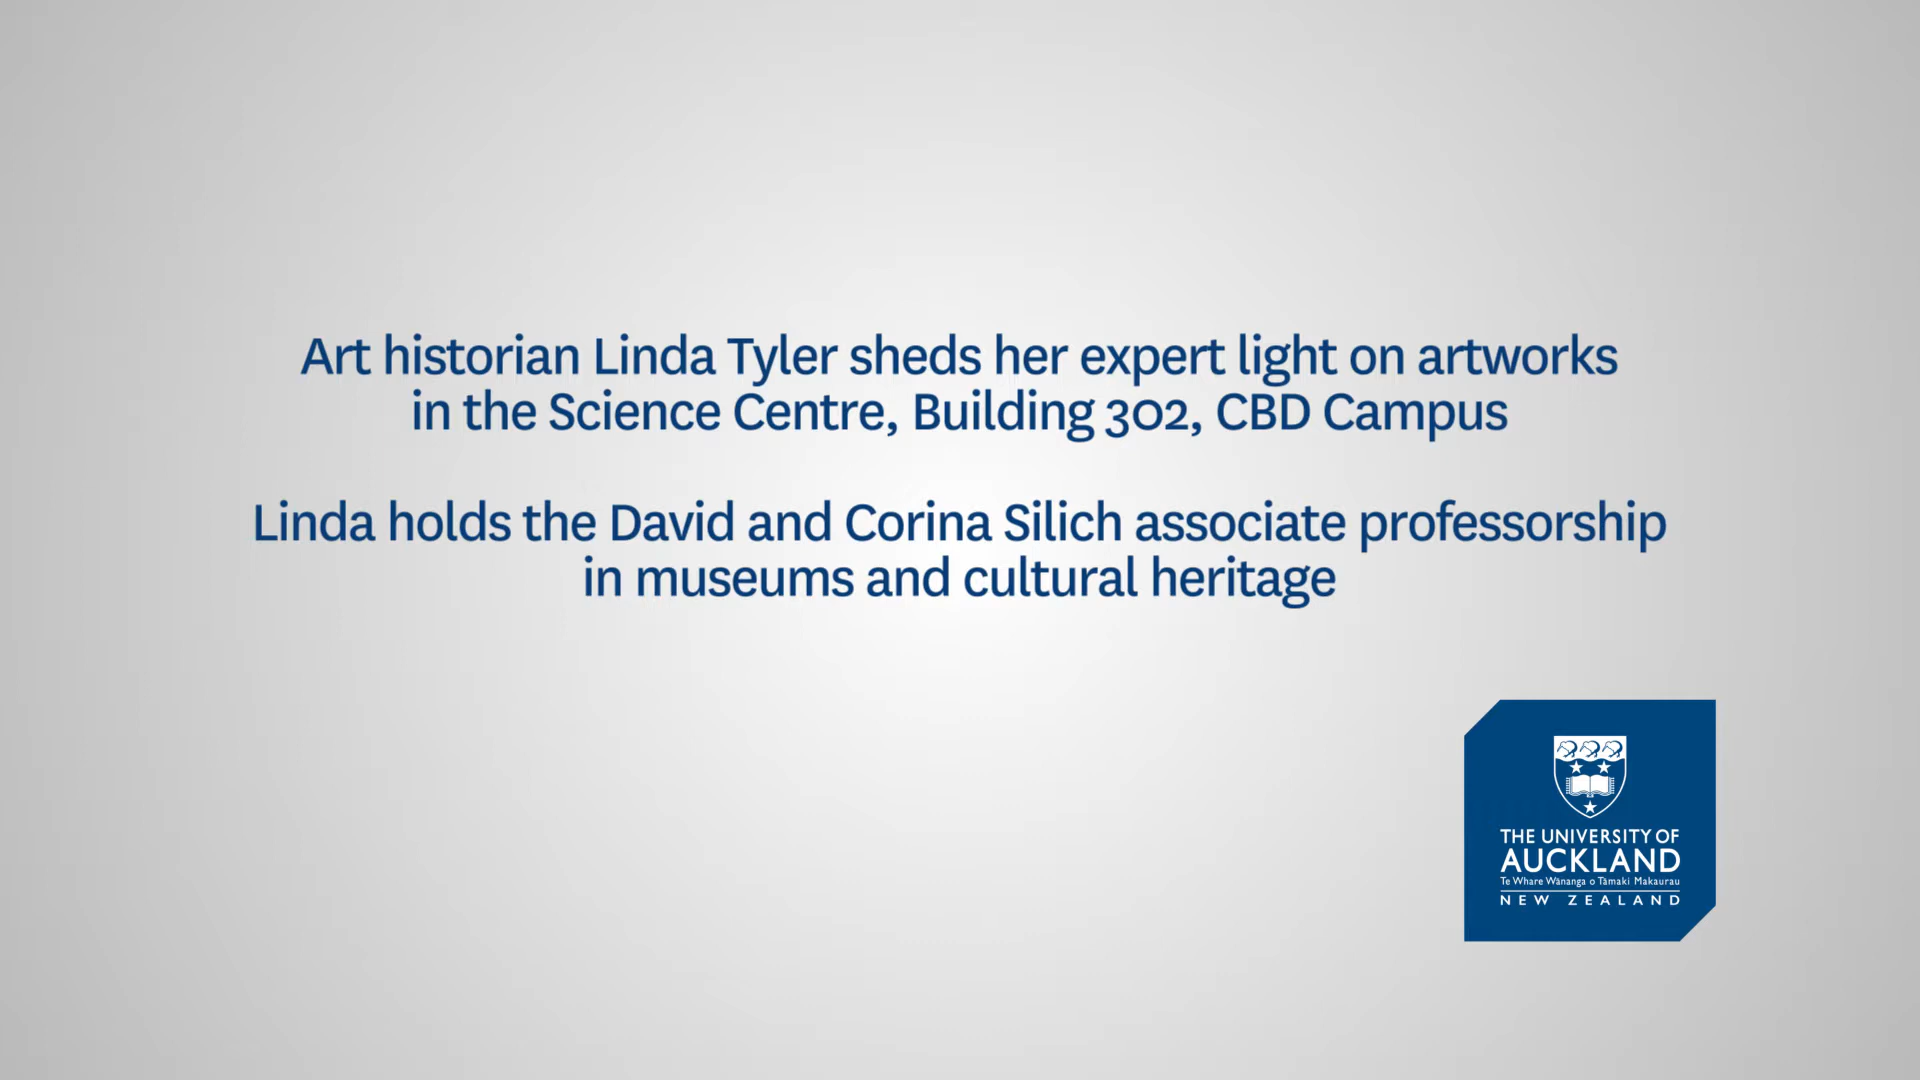 Art historian Linda Tyler sheds her expert light on artworks
in the Science Centre, Building 302, CBD Campus
Linda holds the David and Corina Silich associate professorship
in museums and cultural heritage
THE UNIVERSITY OF
AUCKLAND
Te Whare Wānanga o Tāmaki Makaurau
NEW ZEALAND